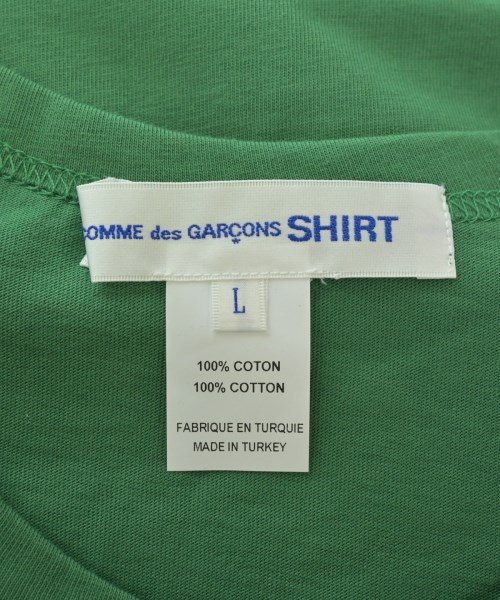 COMME des GARÇONS SHIRT
L
100% COTON
100% COTTON
FABRIQUE EN TURQUIE
MADE IN TURKEY